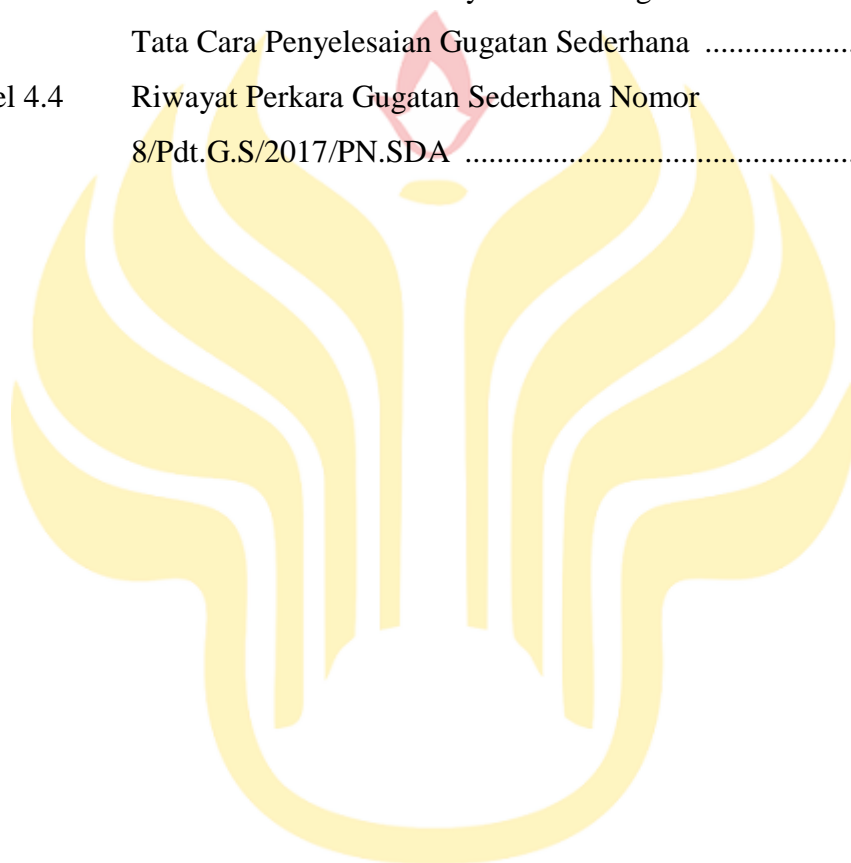 Tata Cara Penyelesaian Gugatan Sederhana ...................
el 4.4 Riwayat Perkara Gugatan Sederhana Nomor
8/Pdt.G.S/2017/PN.SDA .................................................